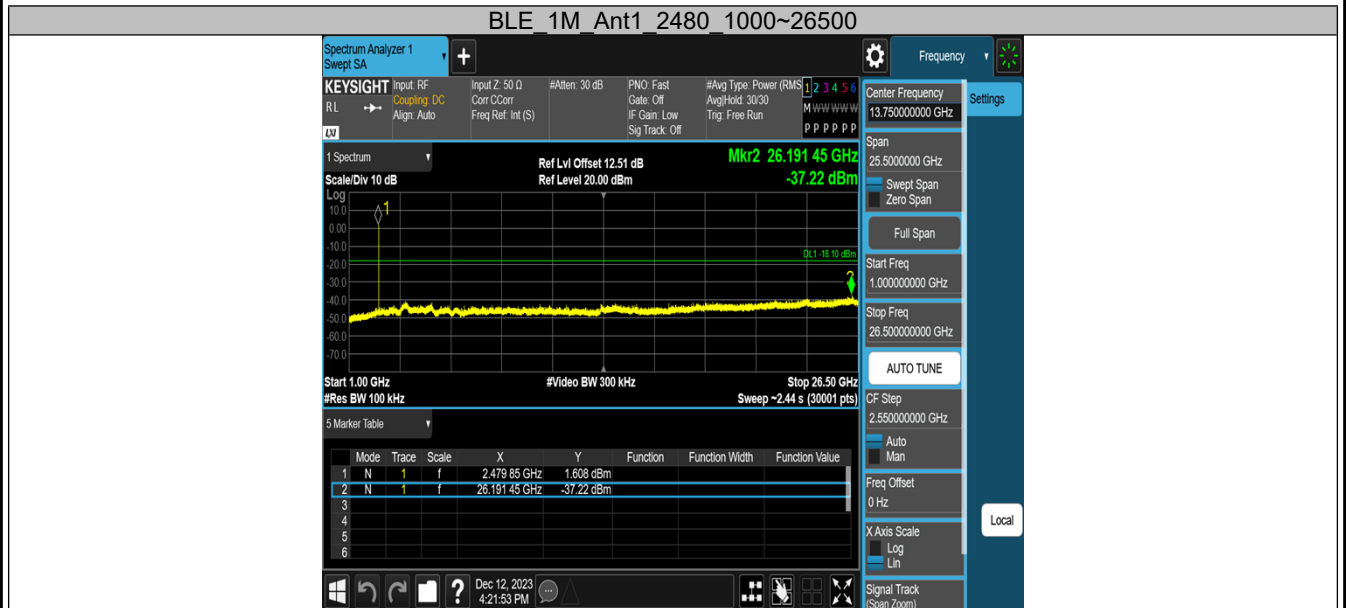 BLE_1M_Ant1_2480_1000~26500
Spectrum Analyzer 1
Swept SA
Frequency
KEYSIGHT
RL
LXI
Input: RF
Coupling: DC
Align: Auto
Input Z: 50 Ω
Corr CCorr
Freq Ref: Int (S)
#Atten: 30 dB
PNO: Fast
Gate: Off
IF Gain: Low
Sig Track: Off
#Avg Type: Power (RMS
Avg|Hold: 30/30
Trig: Free Run
1 2 3 4 5 6
M W W W W W
P P P P P P
1 Spectrum
Scale/Div 10 dB
Ref Lvl Offset 12.51 dB
Ref Level 20.00 dBm
Mkr2 26.191 45 GHz
-37.22 dBm
Log
10.0
0.00
-10.0
-20.0
-30.0
-40.0
-50.0
-60.0
-70.0
1
DL1 -18.10 dBm
2
Start 1.00 GHz
#Video BW 300 kHz
Stop 26.50 GHz
#Res BW 100 kHz
Sweep ~2.44 s (30001 pts)
5 Marker Table
Mode Trace Scale X Y Function Function Width Function Value
1 N 1 f 2.479 85 GHz 1.608 dBm
2 N 1 f 26.191 45 GHz -37.22 dBm
3
4
5
6
Dec 12, 2023
4:21:53 PM
Center Frequency
13.750000000 GHz
Settings
Span
25.5000000 GHz
Swept Span
Zero Span
Full Span
Start Freq
1.000000000 GHz
Stop Freq
26.500000000 GHz
AUTO TUNE
CF Step
2.550000000 GHz
Auto
Man
Freq Offset
0 Hz
Local
X Axis Scale
Log
Lin
Signal Track
(Span Zoom)